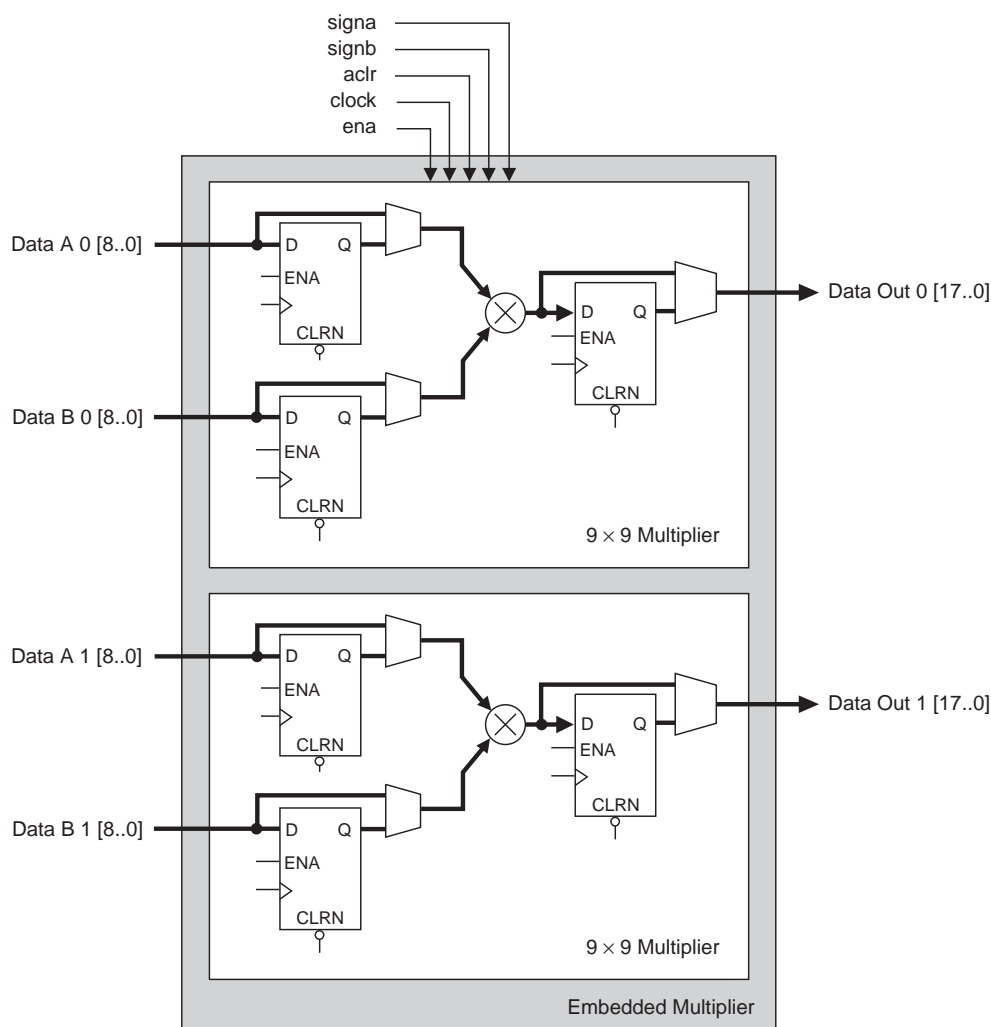 signa
signb
aclr
clock
ena
Data A 0 [8..0]
D Q
ENA
CLRN
Data Out 0 [17..0]
D Q
ENA
CLRN
Data B 0 [8..0]
D Q
ENA
CLRN
9 × 9 Multiplier
Data A 1 [8..0]
D Q
ENA
CLRN
Data Out 1 [17..0]
D Q
ENA
CLRN
Data B 1 [8..0]
D Q
ENA
CLRN
9 × 9 Multiplier
Embedded Multiplier